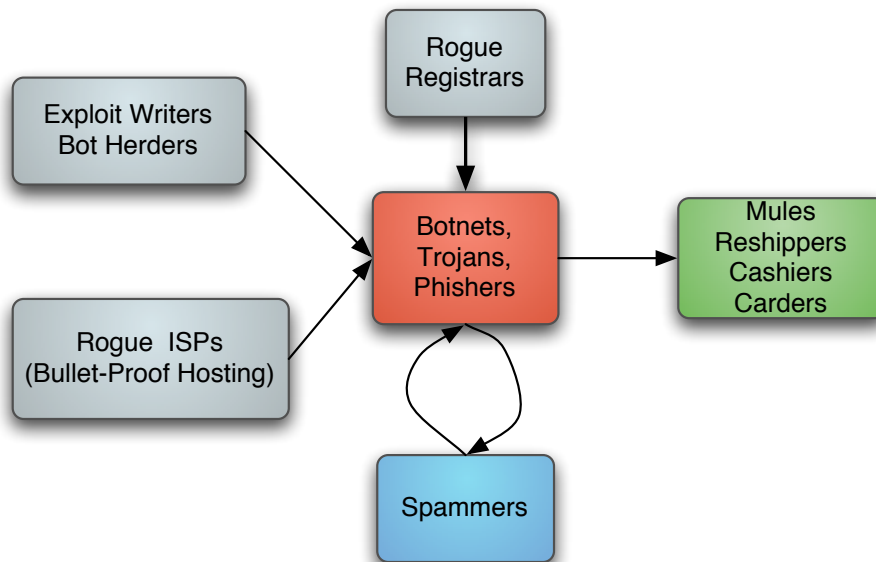 Rogue
Registrars
Exploit Writers
Bot Herders
Botnets,
Trojans,
Phishers
Mules
Reshippers
Cashiers
Carders
Rogue ISPs
(Bullet-Proof Hosting)
Spammers